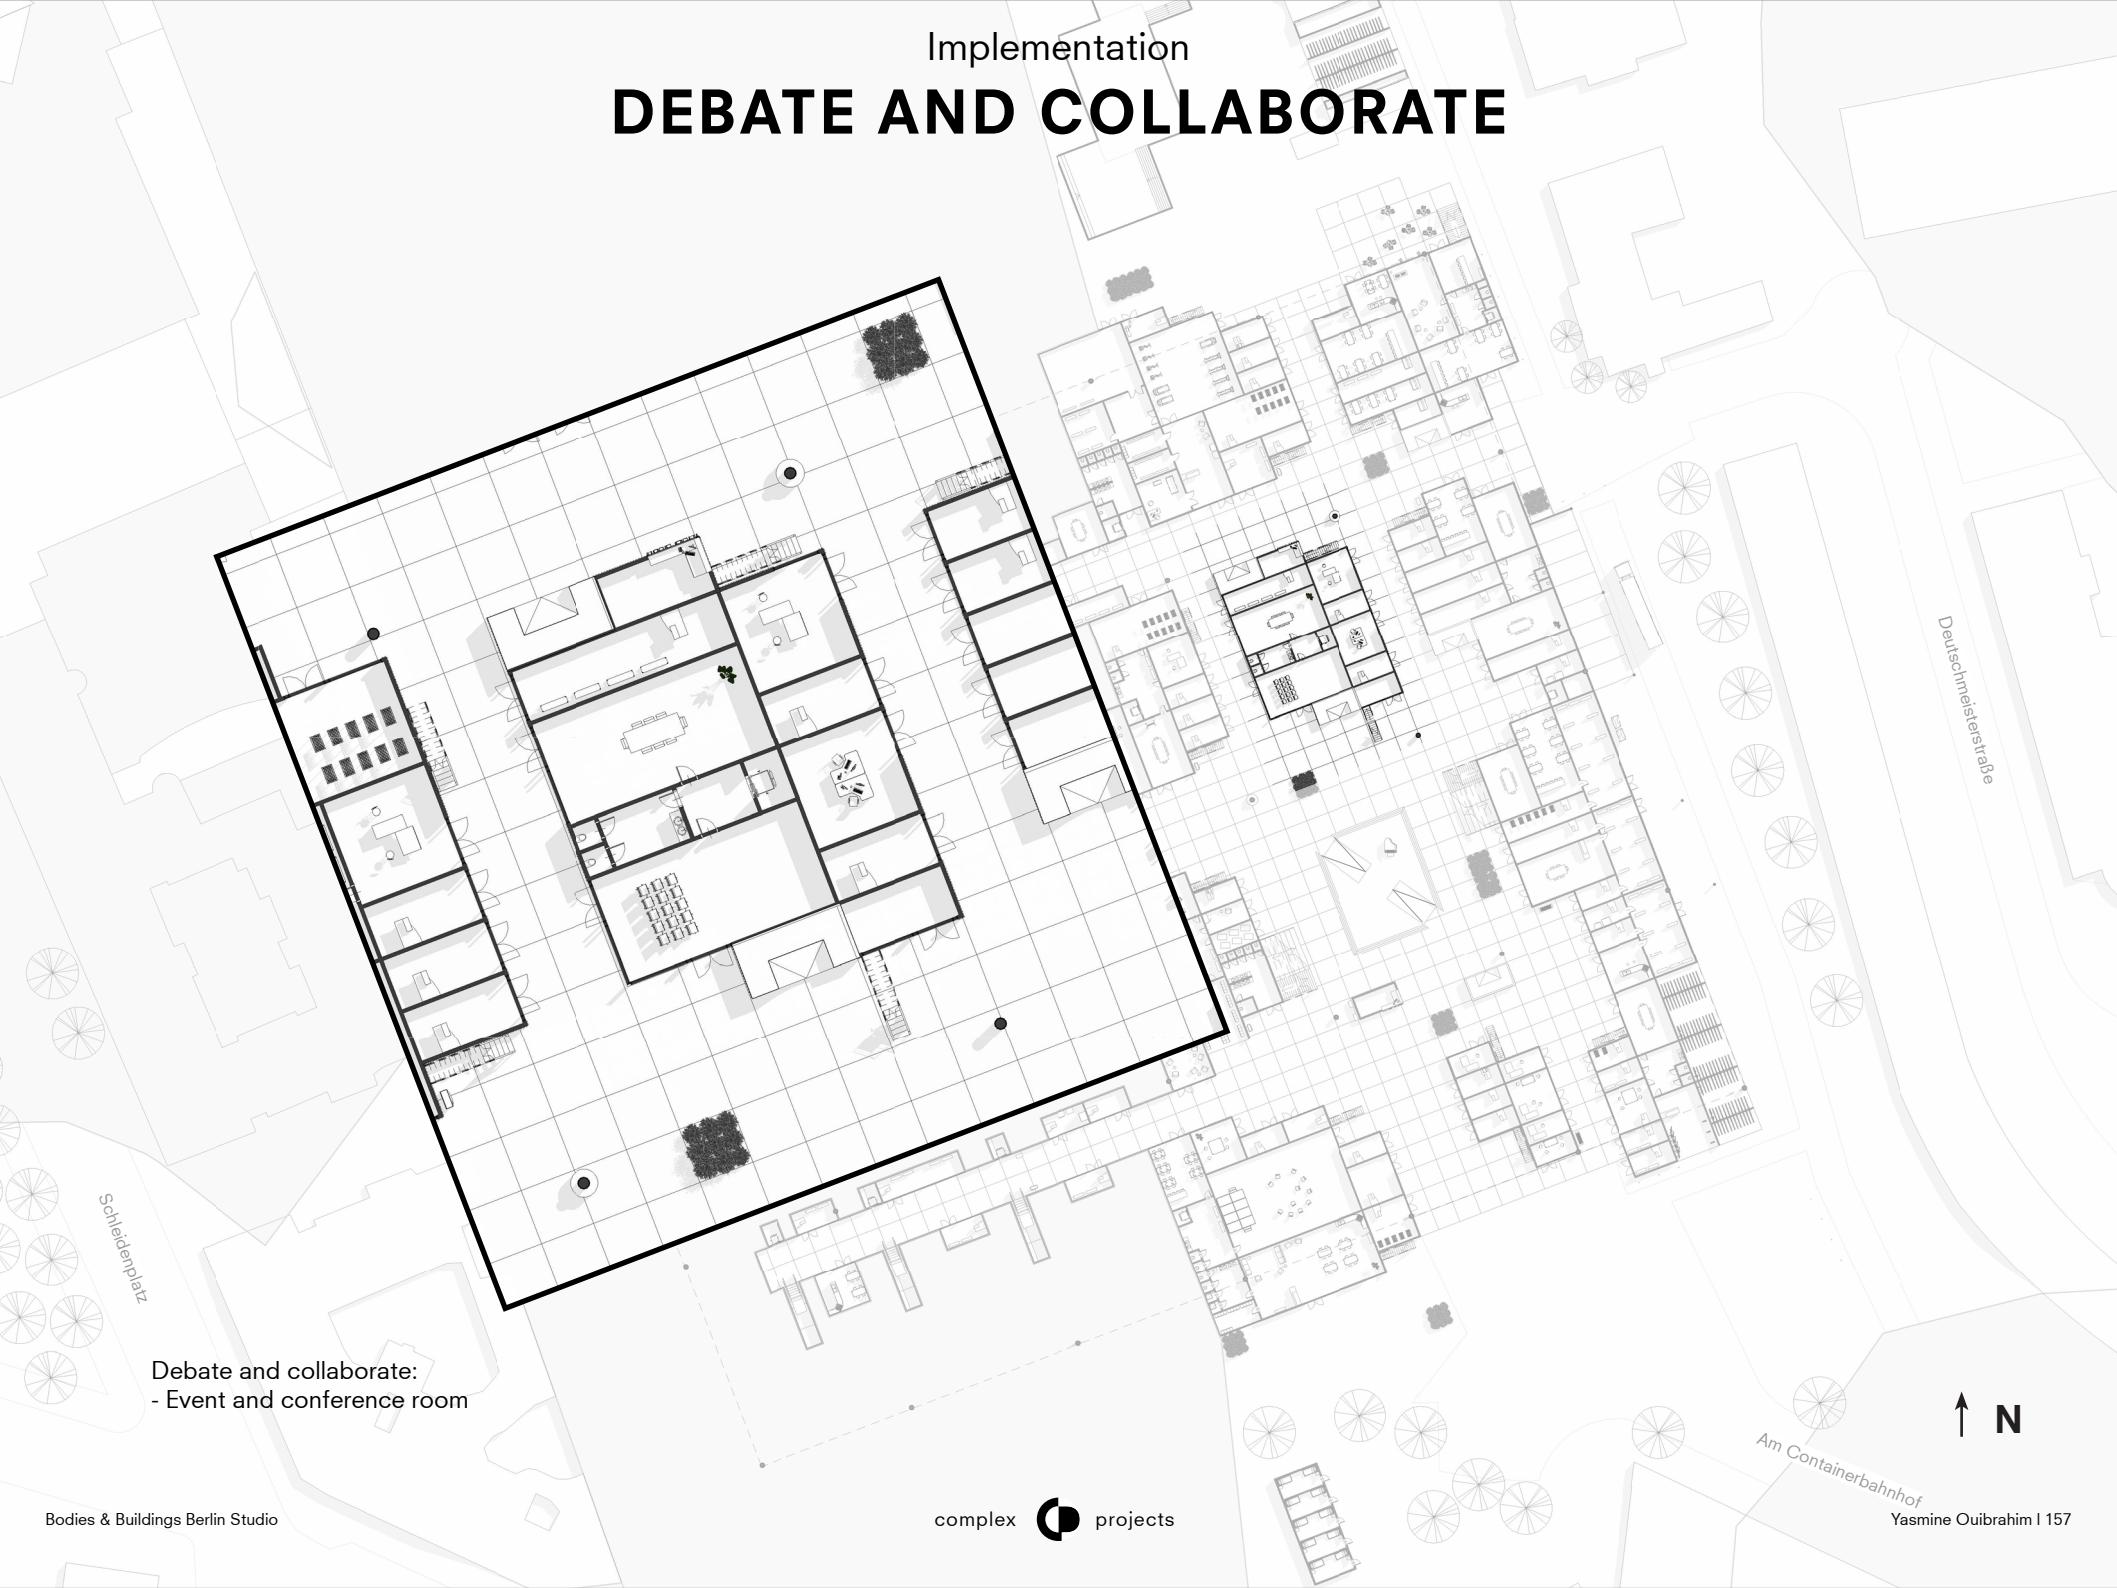 Implementation
DEBATE AND COLLABORATE
Deutschmeisterstraße
Schleidenplatz
Debate and collaborate:
- Event and conference room
N
Am Containerbahnhof
Bodies & Buildings Berlin Studio
complex projects
Yasmine Ouibrahim | 157